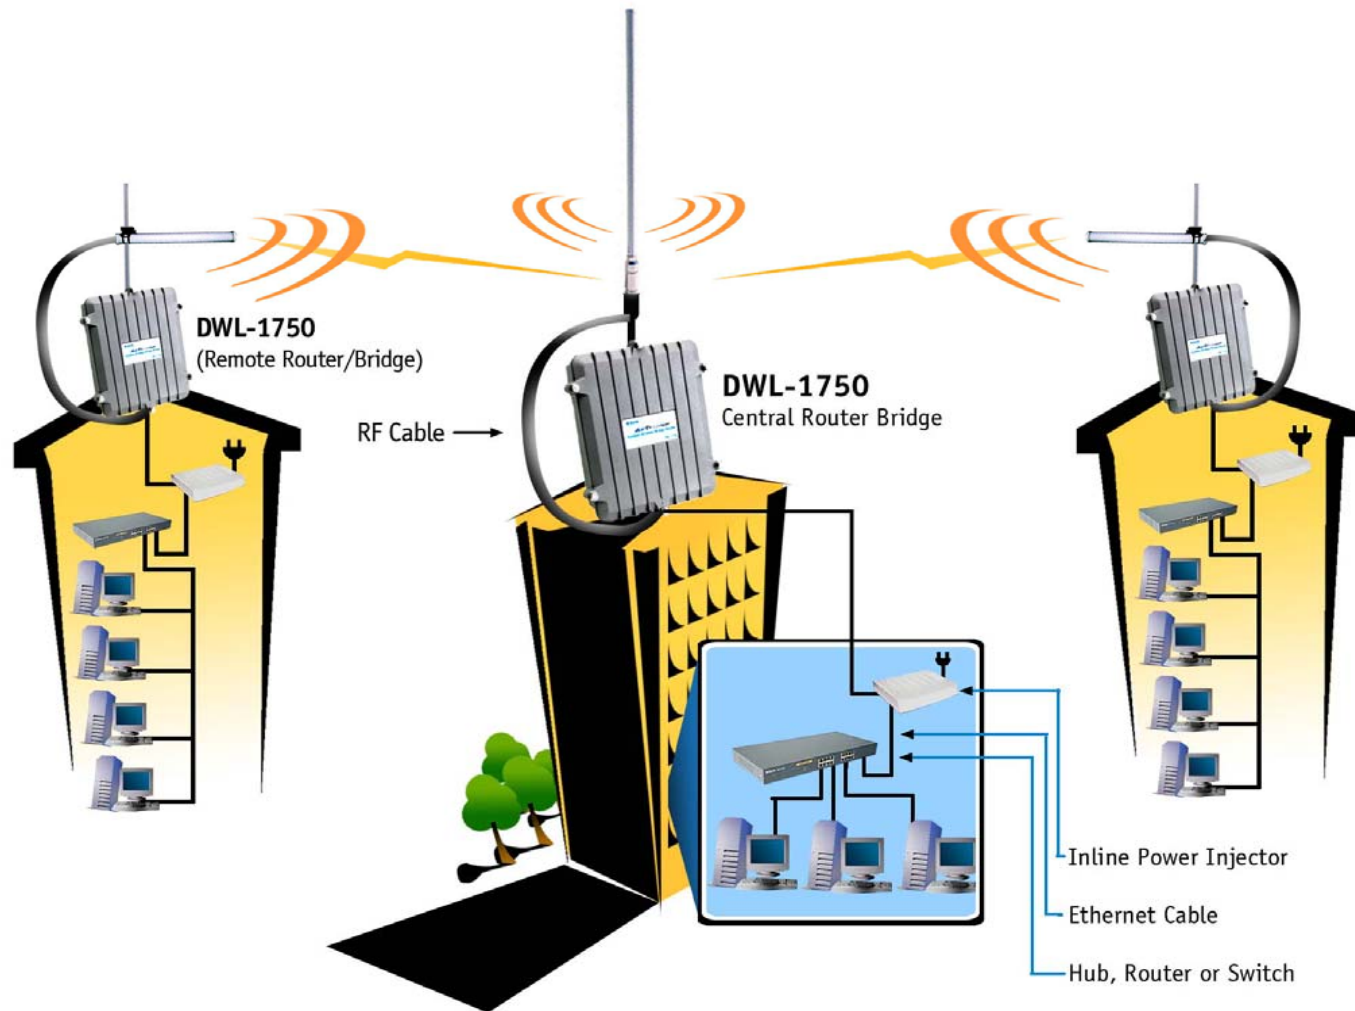 DWL-1750
(Remote Router/Bridge)
RF Cable
DWL-1750
Central Router Bridge
Inline Power Injector
Ethernet Cable
Hub, Router or Switch